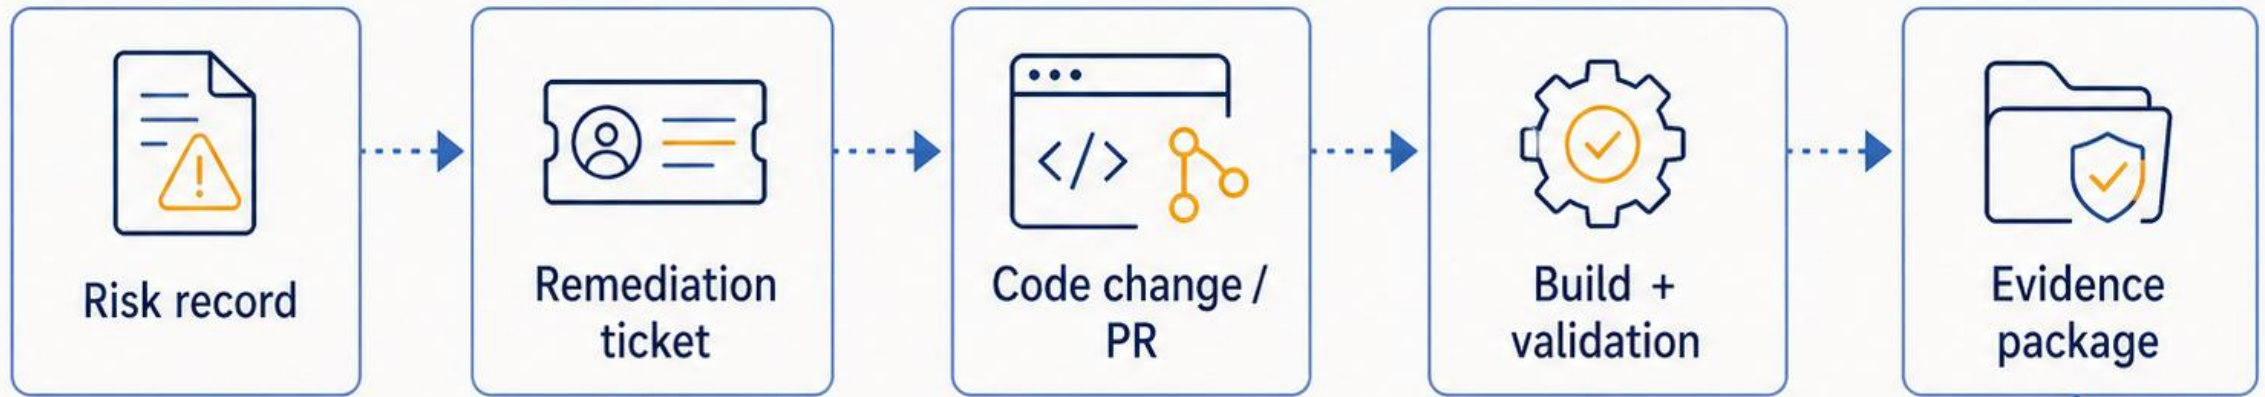 Risk record
Remediation
ticket
Code change /
PR
Build +
validation
Evidence
package